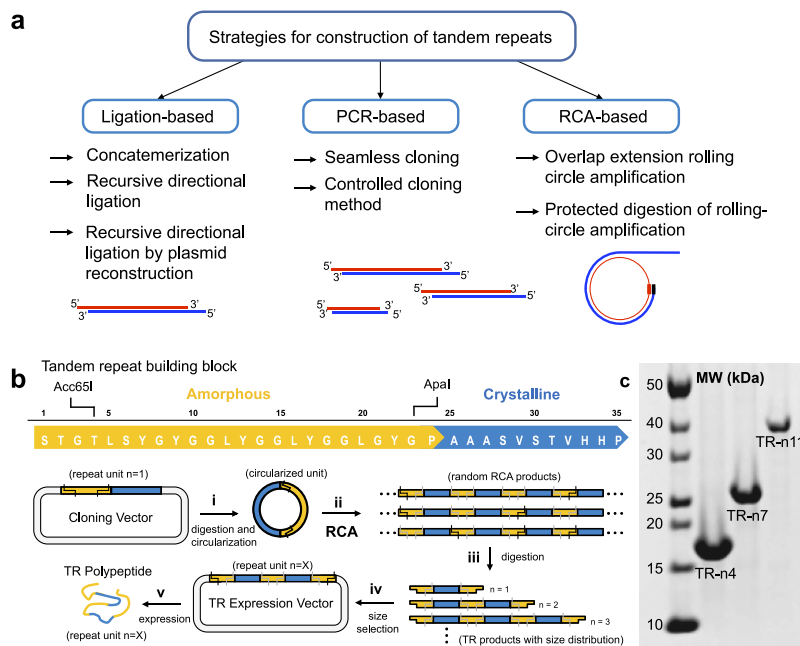 a
Strategies for construction of tandem repeats
Ligation-based
PCR-based
RCA-based
Concatemerization
Recursive directional
ligation
Recursive directional
ligation by plasmid
reconstruction
5’ 3’
3’ 5’
Seamless cloning
Controlled cloning
method
5’ 3’
3’ 5’
5’ 3’
3’ 5’
5’ 3’
3’ 5’
Overlap extension rolling
circle amplification
Protected digestion of rolling-
circle amplification
b
Tandem repeat building block
Acc65I
Amorphous
ApaI
Crystalline
1 5 10 15 20 25 30 35
S T G T L S Y G Y G G L Y G G L Y G G L G Y G P A A A S V S T V H H P
(repeat unit n=1)
Cloning Vector
i
digestion and
circularization
(circularized unit)
ii
RCA
(random RCA products)
iii
digestion
n = 1
n = 2
n = 3
(TR products with size distribution)
iv
size
selection
(repeat unit n=X)
TR Expression Vector
v
expression
TR Polypeptide
(repeat unit n=X)
c
MW (kDa)
50
40
30
25
20
15
10
TR-n11
TR-n7
TR-n4